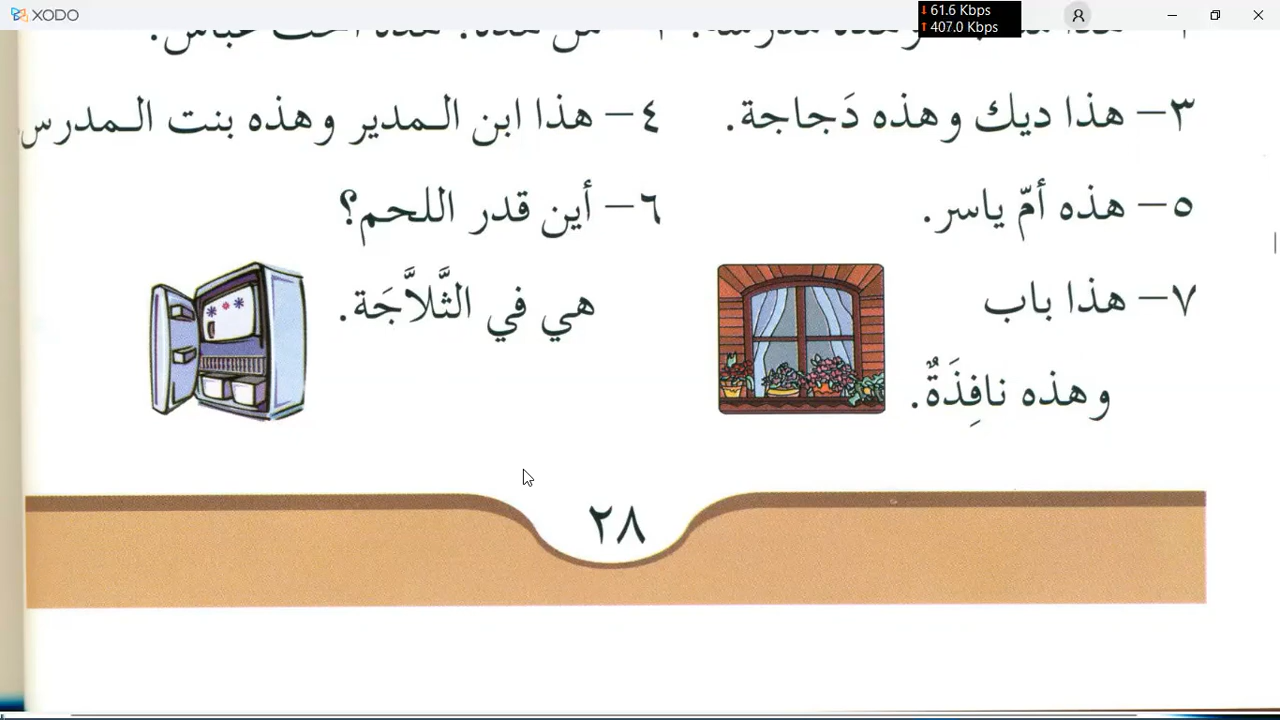 XODO
61.6 Kbps
407.0 Kbps
٣– هذا ديك وهذه دَجاجة.
٤– هذا ابن المدير وهذه بنت المدرس
٥– هذه أمّ ياسر.
٦– أين قدر اللحم؟
هي في الثَّلاَّجَة.
٧– هذا باب
وهذه نافِذَةٌ.
٢٨